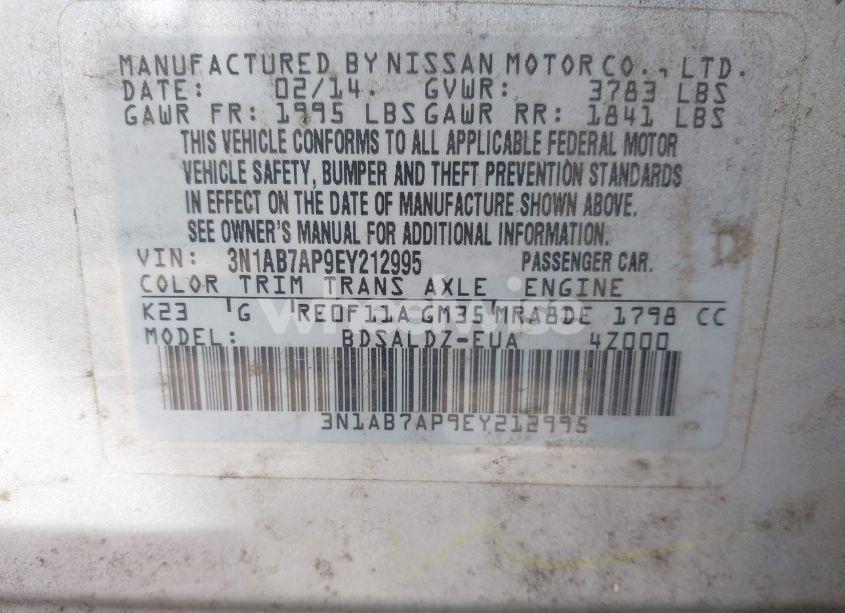 MANUFACTURED BY NISSAN MOTOR CO., LTD.
DATE: 02/14. GVWR: 3783 LBS
GAWR FR: 1995 LBS GAWR RR: 1841 LBS
THIS VEHICLE CONFORMS TO ALL APPLICABLE FEDERAL MOTOR
VEHICLE SAFETY, BUMPER AND THEFT PREVENTION STANDARDS
IN EFFECT ON THE DATE OF MANUFACTURE SHOWN ABOVE.
SEE OWNER'S MANUAL FOR ADDITIONAL INFORMATION.
VIN: 3N1AB7AP9EY212995 PASSENGER CAR.
COLOR TRIM TRANS AXLE ENGINE
K23 G RE0F11A GM35 MRA8DE 1798 CC
MODEL: BDSALDZ-EUA 4Z000
3N1AB7AP9EY212995
wheelwise